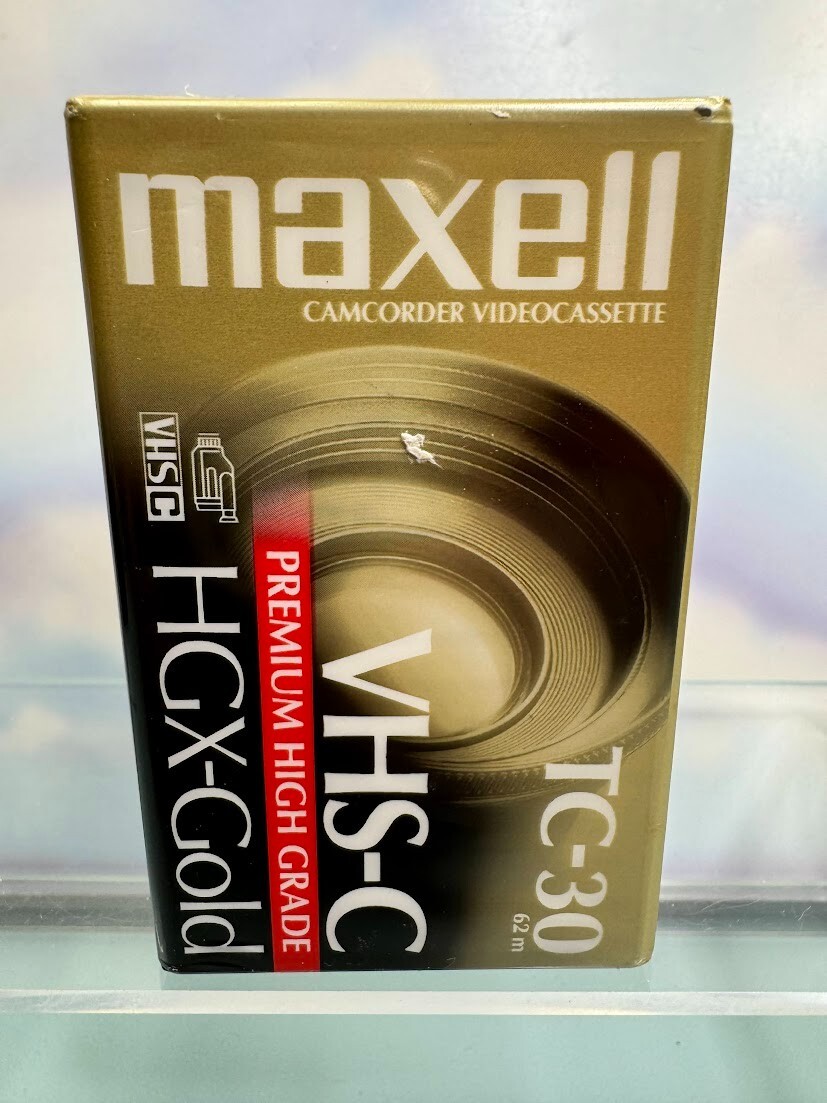 maxell
CAMCORDER VIDEOCASSETTE
TC-30
62 m
VHS-C
PREMIUM HIGH GRADE
VHS C
HGX-Gold